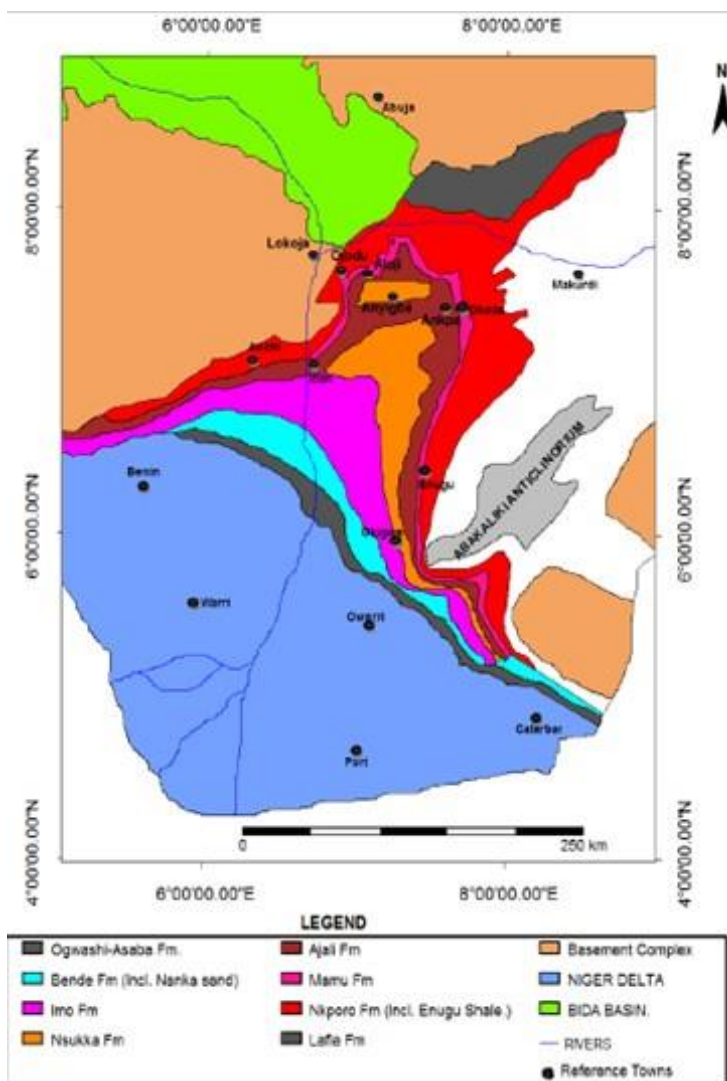 6°00'00.00"E 8°00'00.00"E
N
Abuja
8°00'00.00"N 8°00'00.00"N
Lokoja
Makurdi
Anyigba
Ankpa
ABAKALIKI ANTICLINORIUM
Benin
Enugu
6°00'00.00"N 6°00'00.00"N
Warri
Owerri
Calarbar
Port
0 250 km
4°00'00.00"N 4°00'00.00"N
6°00'00.00"E 8°00'00.00"E
LEGEND
Ogwashi-Asaba Fm. Ajali Fm Basement Complex
Bende Fm (Incl. Nanka sand) Mamu Fm NIGER DELTA
Imo Fm Nkporo Fm (Incl. Enugu Shale.) BIDA BASIN.
Nsukka Fm Lafia Fm RIVERS
Reference Towns